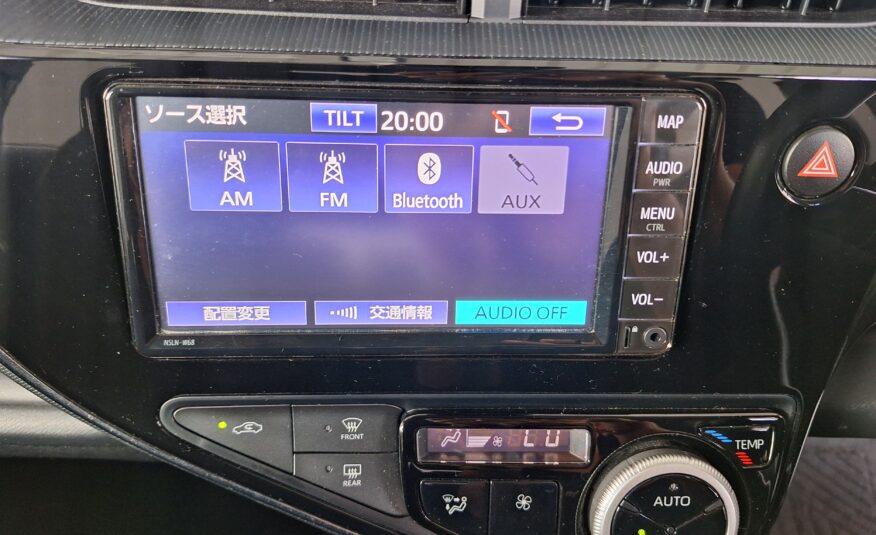 ソース選択 TILT 20:00
AM FM Bluetooth AUX
配置変更 交通情報 AUDIO OFF
MAP
AUDIO
PWR
MENU
CTRL
VOL+
VOL-
NSLN-W68
FRONT
REAR
LO
TEMP
AUTO